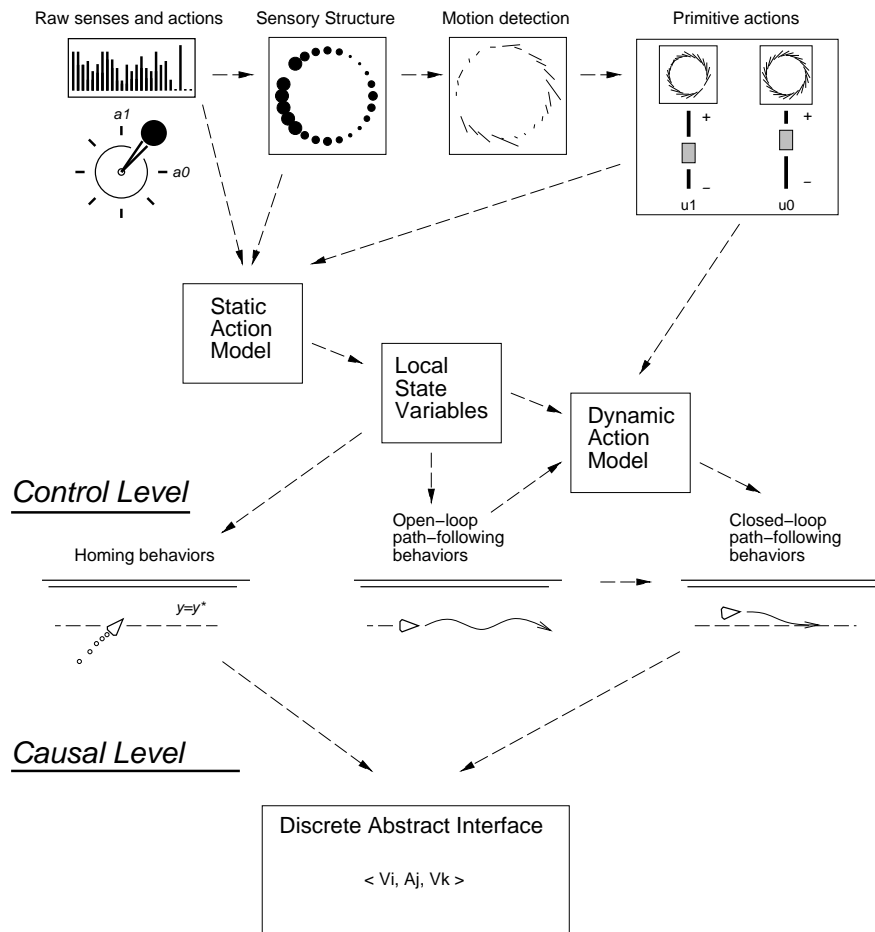 Raw senses and actions
Sensory Structure
Motion detection
Primitive actions
a1
a0
+
+
−
−
u1
u0
Static
Action
Model
Local
State
Variables
Dynamic
Action
Model
Control Level
Homing behaviors
Open−loop
path−following
behaviors
Closed−loop
path−following
behaviors
y=y*
Causal Level
Discrete Abstract Interface
< Vi, Aj, Vk >